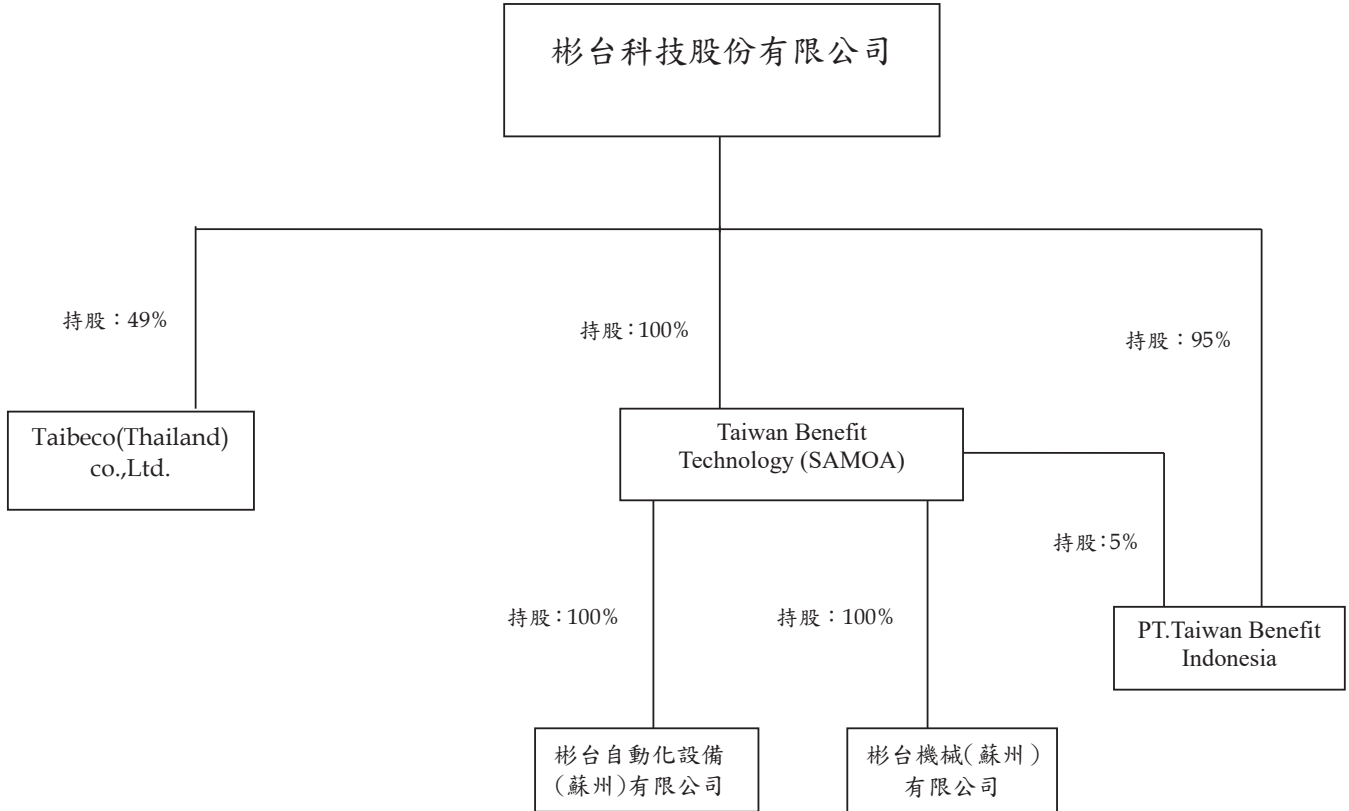 彬台科技股份有限公司
持股：49%
持股：100%
持股：95%
Taibeco(Thailand)
co.,Ltd.
Taiwan Benefit
Technology (SAMOA)
持股：5%
持股：100%
持股：100%
PT.Taiwan Benefit
Indonesia
彬台自動化設備
(蘇州)有限公司
彬台機械(蘇州)
有限公司